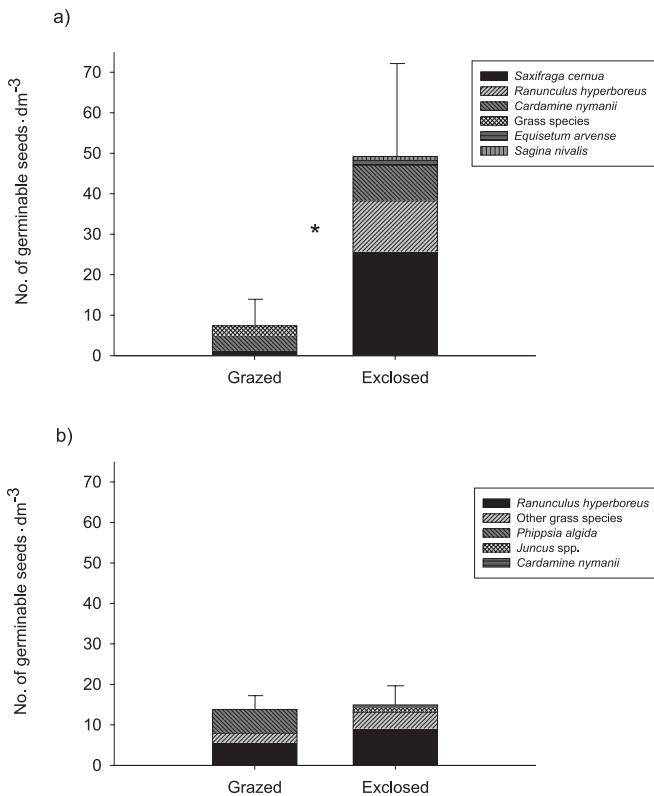 a)
No. of germinable seeds·dm-3
70
60
50
40
30
20
10
0
*
Grazed
Exclosed
Saxifraga cernua
Ranunculus hyperboreus
Cardamine nymanii
Grass species
Equisetum arvense
Sagina nivalis
b)
No. of germinable seeds·dm-3
70
60
50
40
30
20
10
0
Grazed
Exclosed
Ranunculus hyperboreus
Other grass species
Phippsia algida
Juncus spp.
Cardamine nymanii